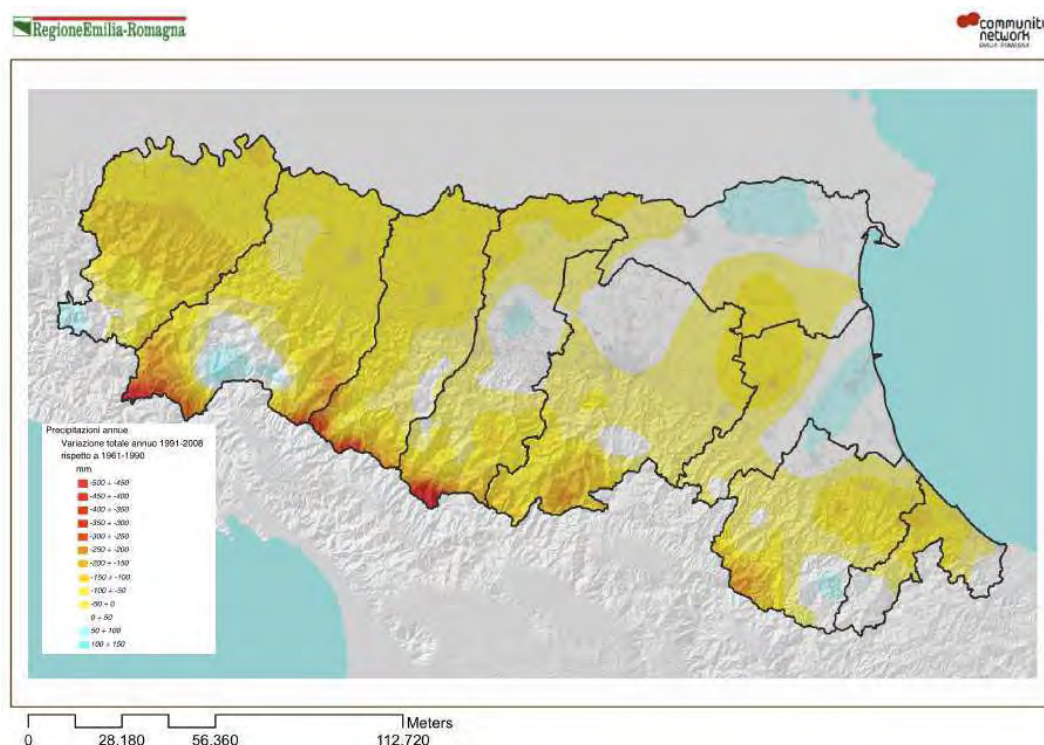 RegioneEmilia-Romagna
community
network
EMILIA-ROMAGNA
Precipitazioni annue
Variazione totale annuo 1991-2008
rispetto a 1961-1990
mm
-500 ÷ -450
-450 ÷ -400
-400 ÷ -350
-350 ÷ -300
-300 ÷ -250
-250 ÷ -200
-200 ÷ -150
-150 ÷ -100
-100 ÷ -50
-50 ÷ 0
0 ÷ 50
50 ÷ 100
100 ÷ 150
Meters
0 28.180 56.360 112.720